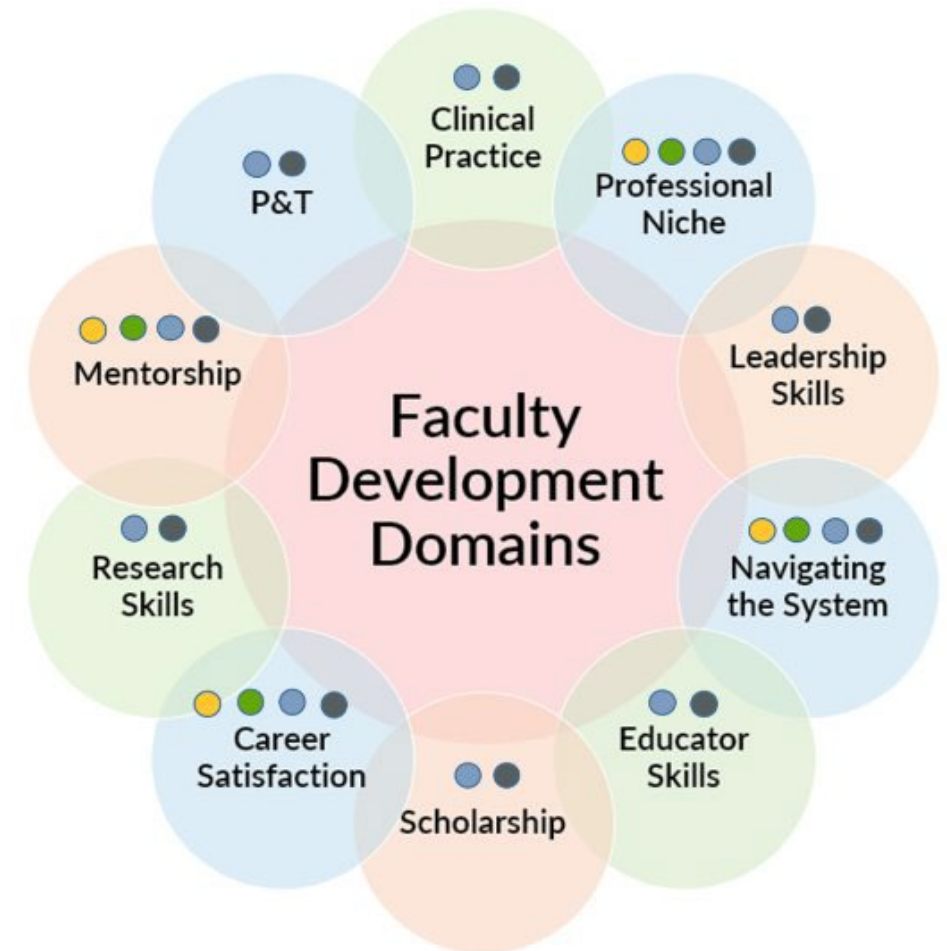 Clinical
Practice
Professional
Niche
Leadership
Skills
Navigating
the System
Educator
Skills
Scholarship
Career
Satisfaction
Research
Skills
Mentorship
P&T
Faculty
Development
Domains